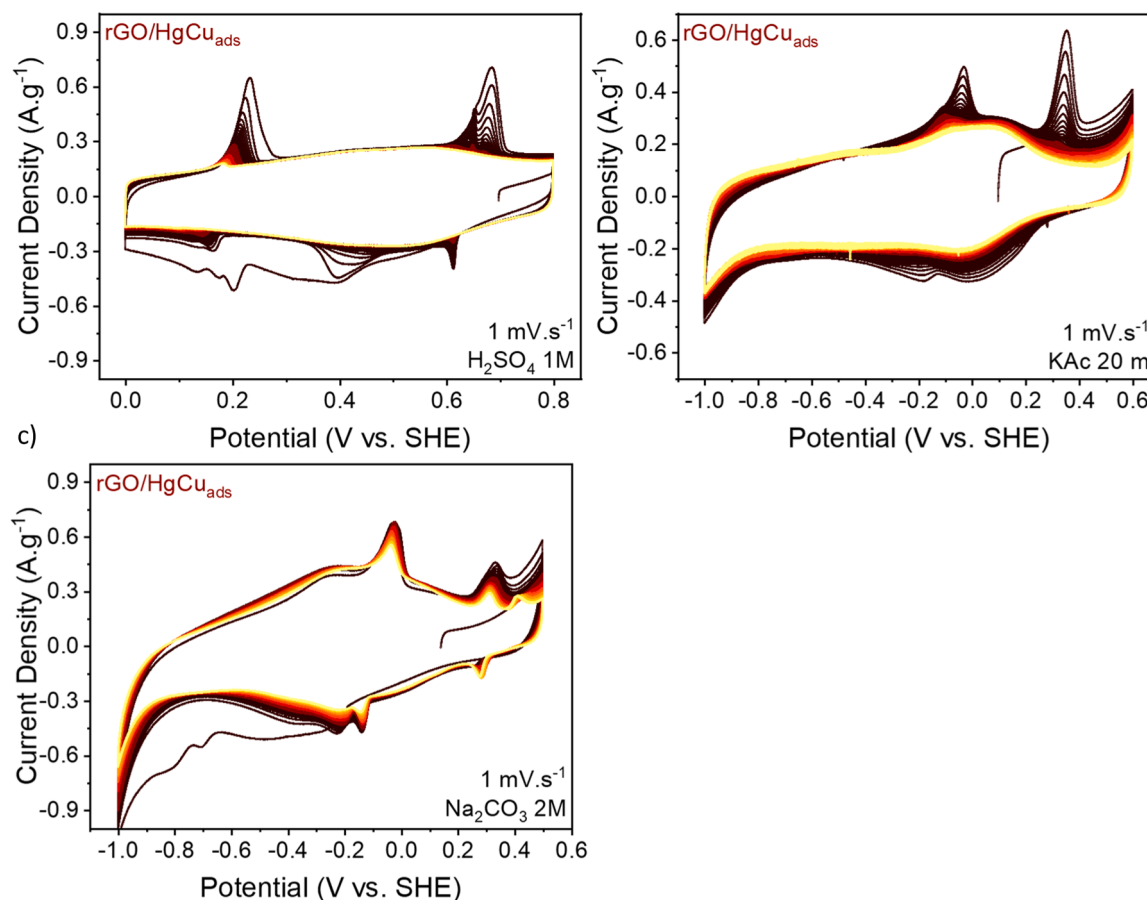 rGO/HgCu_ads
0.9
0.6
0.3
0.0
-0.3
-0.6
-0.9
Current Density (A.g⁻¹)
1 mV.s⁻¹
H₂SO₄ 1M
0.0
0.2
0.4
0.6
0.8
Potential (V vs. SHE)
rGO/HgCu_ads
0.6
0.4
0.2
0.0
-0.2
-0.4
-0.6
Current Density (A.g⁻¹)
1 mV.s⁻¹
KAc 20 m
-1.0
-0.8
-0.6
-0.4
-0.2
0.0
0.2
0.4
0.6
Potential (V vs. SHE)
c)
rGO/HgCu_ads
0.9
0.6
0.3
0.0
-0.3
-0.6
-0.9
Current Density (A.g⁻¹)
1 mV.s⁻¹
Na₂CO₃ 2M
-1.0
-0.8
-0.6
-0.4
-0.2
0.0
0.2
0.4
0.6
Potential (V vs. SHE)